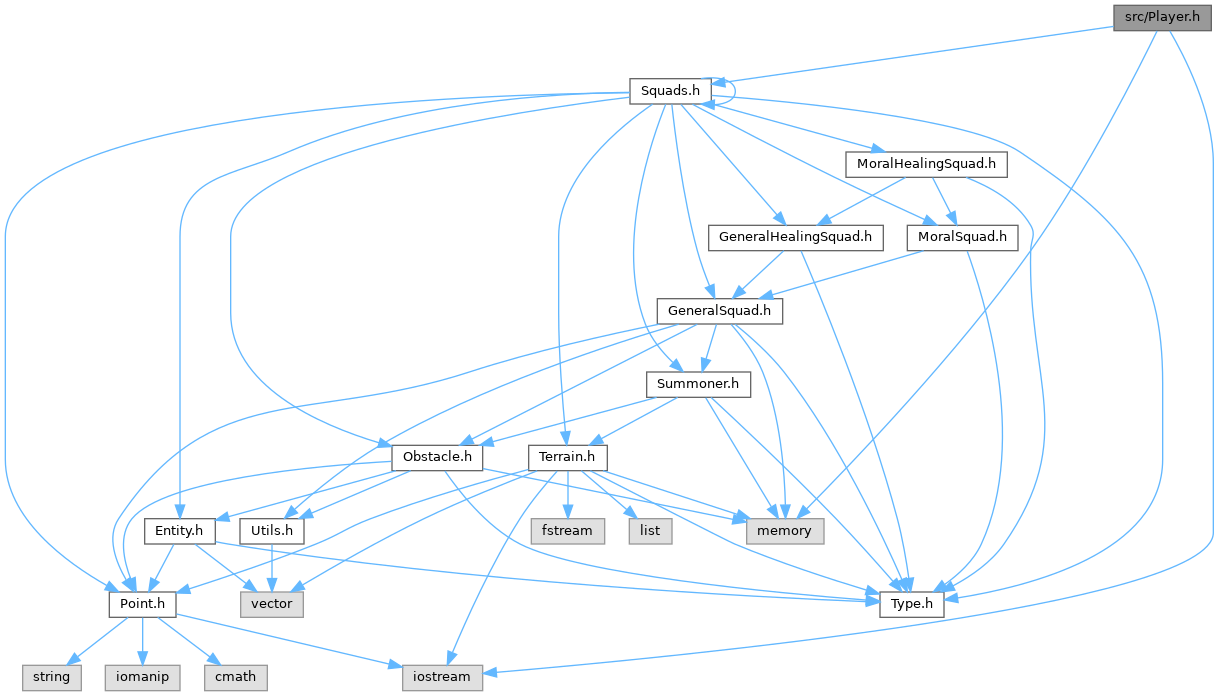 src/Player.h
Squads.h
MoralHealingSquad.h
GeneralHealingSquad.h
MoralSquad.h
GeneralSquad.h
Summoner.h
Obstacle.h
Terrain.h
Entity.h
Utils.h
fstream
list
memory
Point.h
vector
Type.h
string
iomanip
cmath
iostream